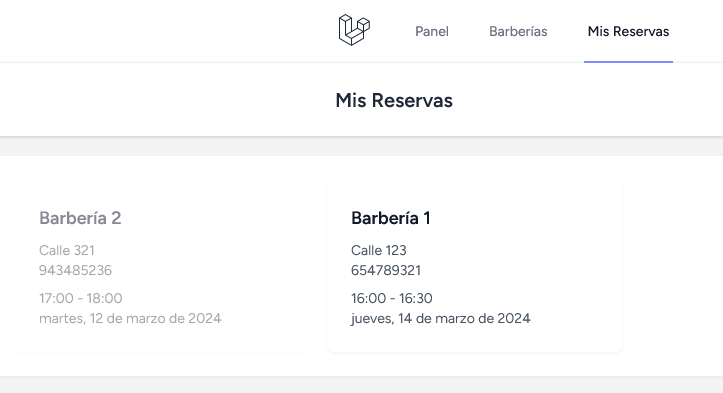 Panel
Barberías
Mis Reservas
Mis Reservas
Barbería 2
Calle 321
943485236
17:00 - 18:00
martes, 12 de marzo de 2024
Barbería 1
Calle 123
654789321
16:00 - 16:30
jueves, 14 de marzo de 2024